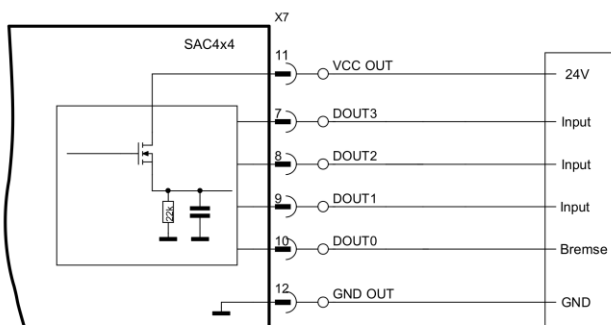 X7
SAC4x4
11 VCC OUT 24V
7 DOUT3 Input
8 DOUT2 Input
9 DOUT1 Input
22k
10 DOUT0 Bremse
12 GND OUT GND